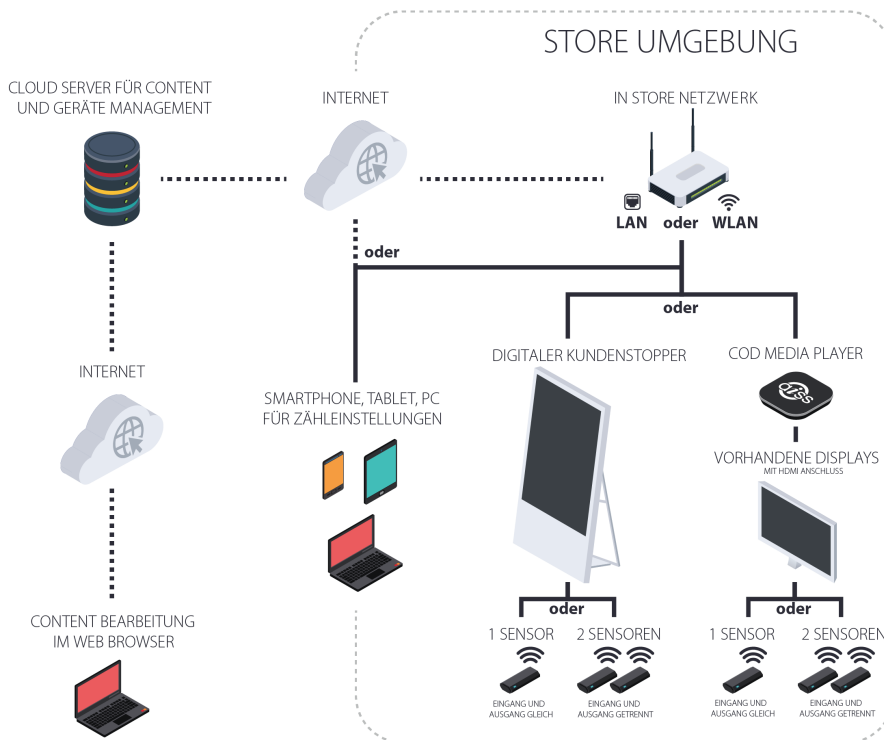 STORE UMGEBUNG
CLOUD SERVER FÜR CONTENT
UND GERÄTE MANAGEMENT
INTERNET
IN STORE NETZWERK
LAN oder WLAN
oder
oder
INTERNET
DIGITALER KUNDENSTOPPER
COD MEDIA PLAYER
aiss
SMARTPHONE, TABLET, PC
FÜR ZÄHLEINSTELLUNGEN
VORHANDENE DISPLAYS
MIT HDMI ANSCHLUSS
CONTENT BEARBEITUNG
IM WEB BROWSER
oder
1 SENSOR
2 SENSOREN
EINGANG UND
AUSGANG GLEICH
EINGANG UND
AUSGANG GETRENNT
oder
1 SENSOR
2 SENSOREN
EINGANG UND
AUSGANG GLEICH
EINGANG UND
AUSGANG GETRENNT